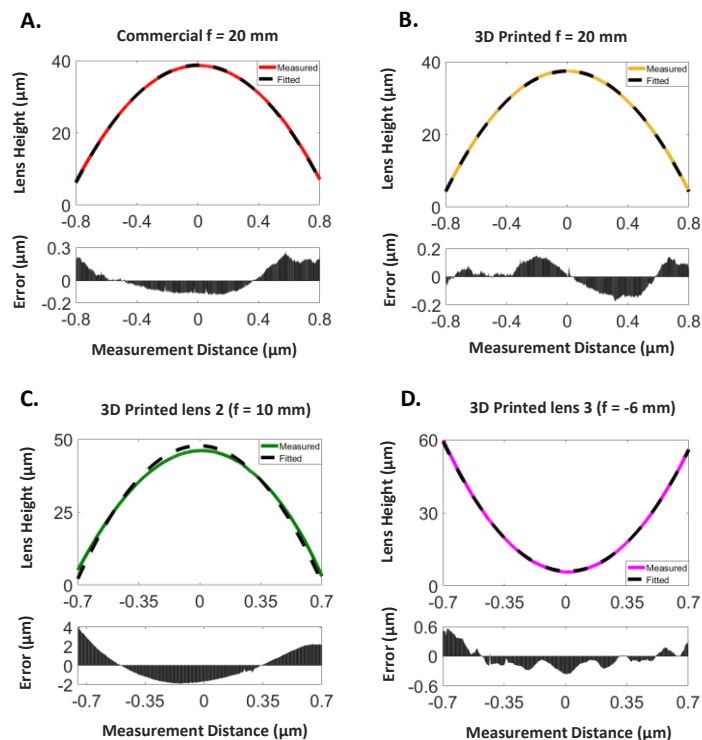 A.
Commercial f = 20 mm
Lens Height (μm)
40
20
0
Measured
Fitted
-0.8
-0.4
0
0.4
0.8
Error (μm)
0.3
0
-0.2
-0.8
-0.4
0
0.4
0.8
Measurement Distance (μm)
B.
3D Printed f = 20 mm
Lens Height (μm)
40
20
0
Measured
Fitted
-0.8
-0.4
0
0.4
0.8
Error (μm)
0.2
0
-0.2
-0.8
-0.4
0
0.4
0.8
Measurement Distance (μm)
C.
3D Printed lens 2 (f = 10 mm)
Lens Height (μm)
50
25
0
Measured
Fitted
-0.7
-0.35
0
0.35
0.7
Error (μm)
4
2
0
-2
-0.7
-0.35
0
0.35
0.7
Measurement Distance (μm)
D.
3D Printed lens 3 (f = -6 mm)
Lens Height (μm)
60
30
0
Measured
Fitted
-0.7
-0.35
0
0.35
0.7
Error (μm)
0.6
0
-0.6
-0.7
-0.35
0
0.35
0.7
Measurement Distance (μm)